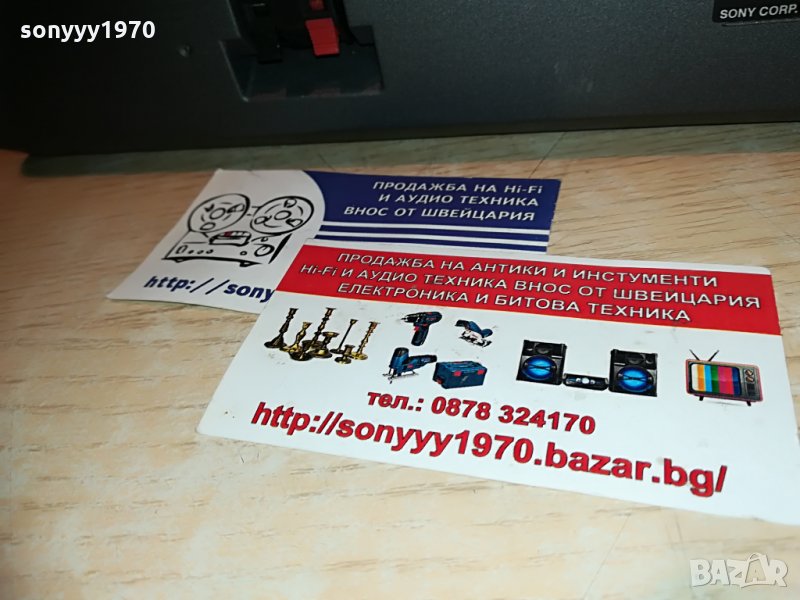 sonyyy1970
SONY CORP.
ПРОДАЖБА НА Hi-Fi
И АУДИО ТЕХНИКА
ВНОС ОТ ШВЕЙЦАРИЯ
http://sony
ПРОДАЖБА НА АНТИКИ И ИНСТУМЕНТИ
Hi-Fi И АУДИО ТЕХНИКА ВНОС ОТ ШВЕЙЦАРИЯ
ЕЛЕКТРОНИКА И БИТОВА ТЕХНИКА
тел.: 0878 324170
http://sonyyy1970.bazar.bg/
BAZAR